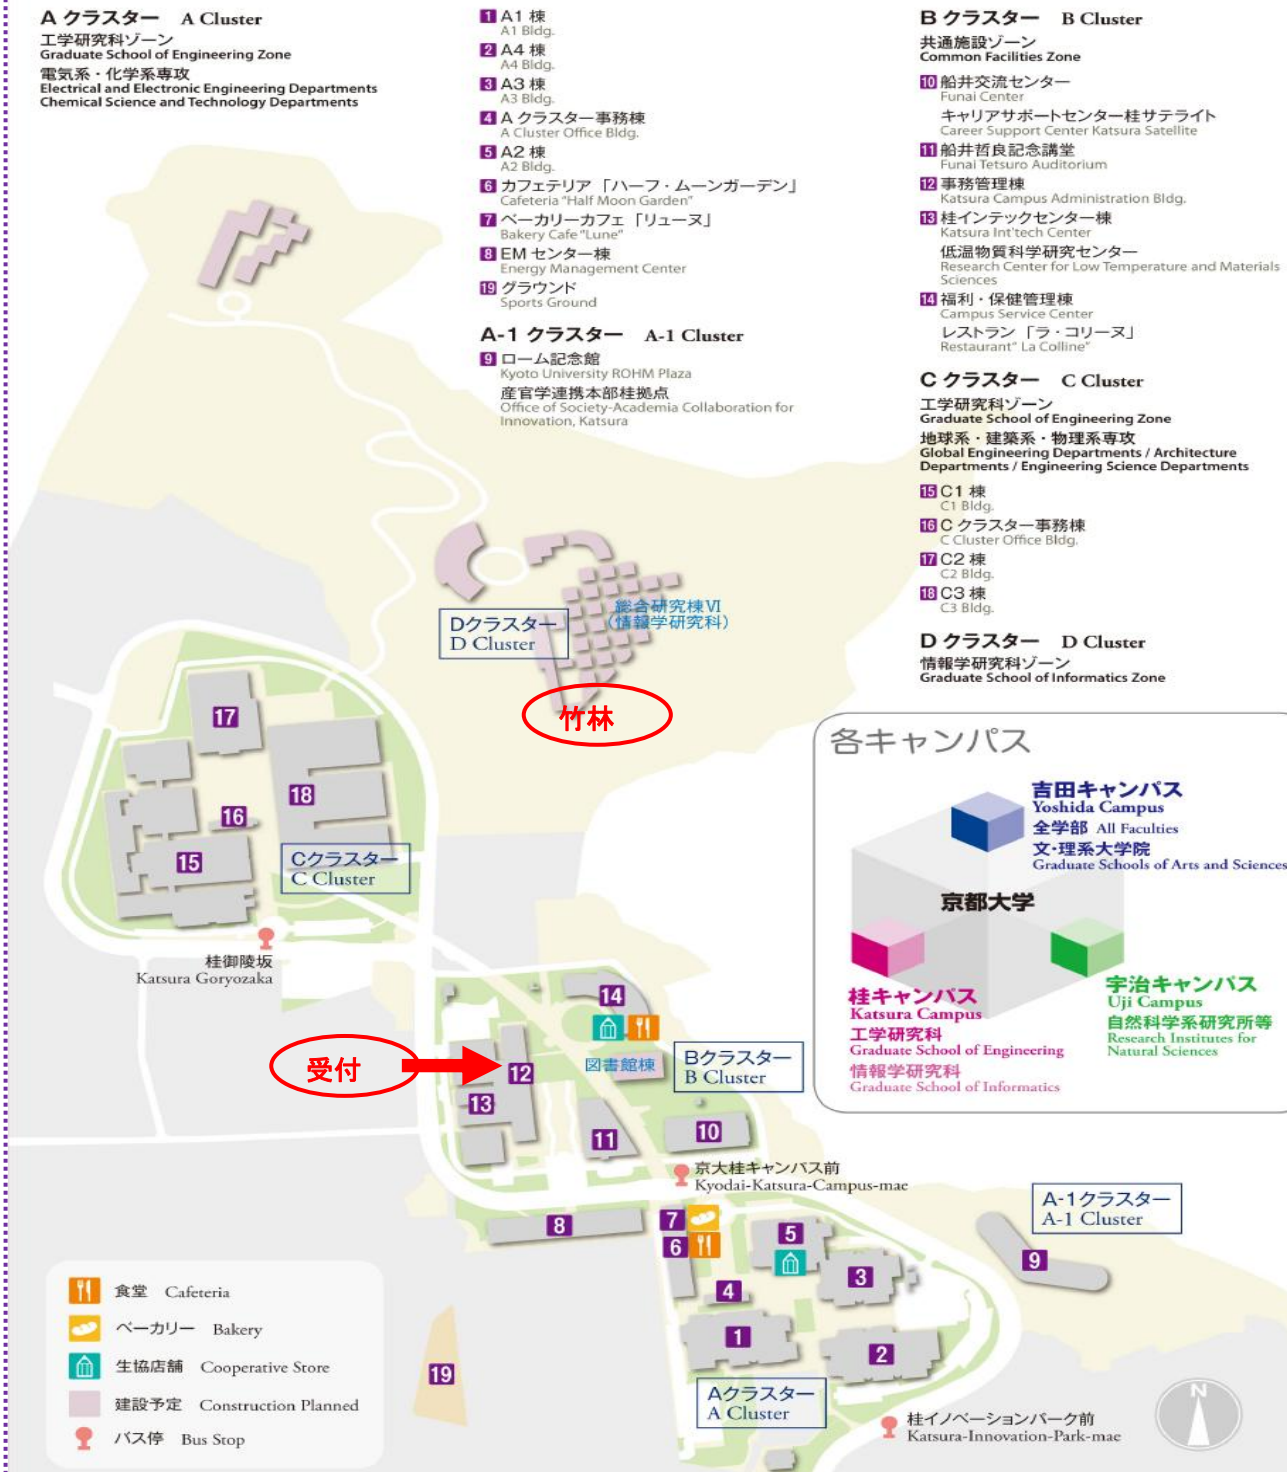 A クラスター A Cluster
工学研究科ゾーン
Graduate School of Engineering Zone
電気系・化学系専攻
Electrical and Electronic Engineering Departments
Chemical Science and Technology Departments
1 A1 棟
A1 Bldg.
2 A4 棟
A4 Bldg.
3 A3 棟
A3 Bldg.
4 A クラスター事務棟
A Cluster Office Bldg.
5 A2 棟
A2 Bldg.
6 カフェテリア「ハーフ・ムーンガーデン」
Cafeteria "Half Moon Garden"
7 ベーカリーカフェ「リューヌ」
Bakery Cafe "Lune"
8 EM センター棟
Energy Management Center
19 グラウンド
Sports Ground
A-1 クラスター A-1 Cluster
9 ローム記念館
Kyoto University ROHM Plaza
産官学連携本部桂拠点
Office of Society-Academia Collaboration for
Innovation, Katsura
B クラスター B Cluster
共通施設ゾーン
Common Facilities Zone
10 船井交流センター
Funai Center
キャリアサポートセンター桂サテライト
Career Support Center Katsura Satellite
11 船井哲良記念講堂
Funai Tetsuro Auditorium
12 事務管理棟
Katsura Campus Administration Bldg.
13 桂インテックセンター棟
Katsura Int'tech Center
低温物質科学研究センター
Research Center for Low Temperature and Materials
Sciences
14 福利・保健管理棟
Campus Service Center
レストラン「ラ・コリーヌ」
Restaurant" La Colline"
C クラスター C Cluster
工学研究科ゾーン
Graduate School of Engineering Zone
地球系・建築系・物理系専攻
Global Engineering Departments / Architecture
Departments / Engineering Science Departments
15 C1 棟
C1 Bldg.
16 C クラスター事務棟
C Cluster Office Bldg.
17 C2 棟
C2 Bldg.
18 C3 棟
C3 Bldg.
D クラスター D Cluster
情報学研究科ゾーン
Graduate School of Informatics Zone
総合研究棟Ⅵ
(情報学研究科)
Dクラスター
D Cluster
竹林
17
18
16
15
Cクラスター
C Cluster
桂御陵坂
Katsura Goryozaka
各キャンパス
吉田キャンパス
Yoshida Campus
全学部 All Faculties
文・理系大学院
Graduate Schools of Arts and Sciences
京都大学
桂キャンパス
Katsura Campus
工学研究科
Graduate School of Engineering
情報学研究科
Graduate School of Informatics
宇治キャンパス
Uji Campus
自然科学系研究所等
Research Institutes for
Natural Sciences
14
受付
12
図書館棟
Bクラスター
B Cluster
13
11
10
京大桂キャンパス前
Kyodai-Katsura-Campus-mae
8
7
6
5
4
3
1
2
A-1クラスター
A-1 Cluster
9
Aクラスター
A Cluster
桂イノベーションパーク前
Katsura-Innovation-Park-mae
N
19
食堂 Cafeteria
ベーカリー Bakery
生協店舗 Cooperative Store
建設予定 Construction Planned
バス停 Bus Stop